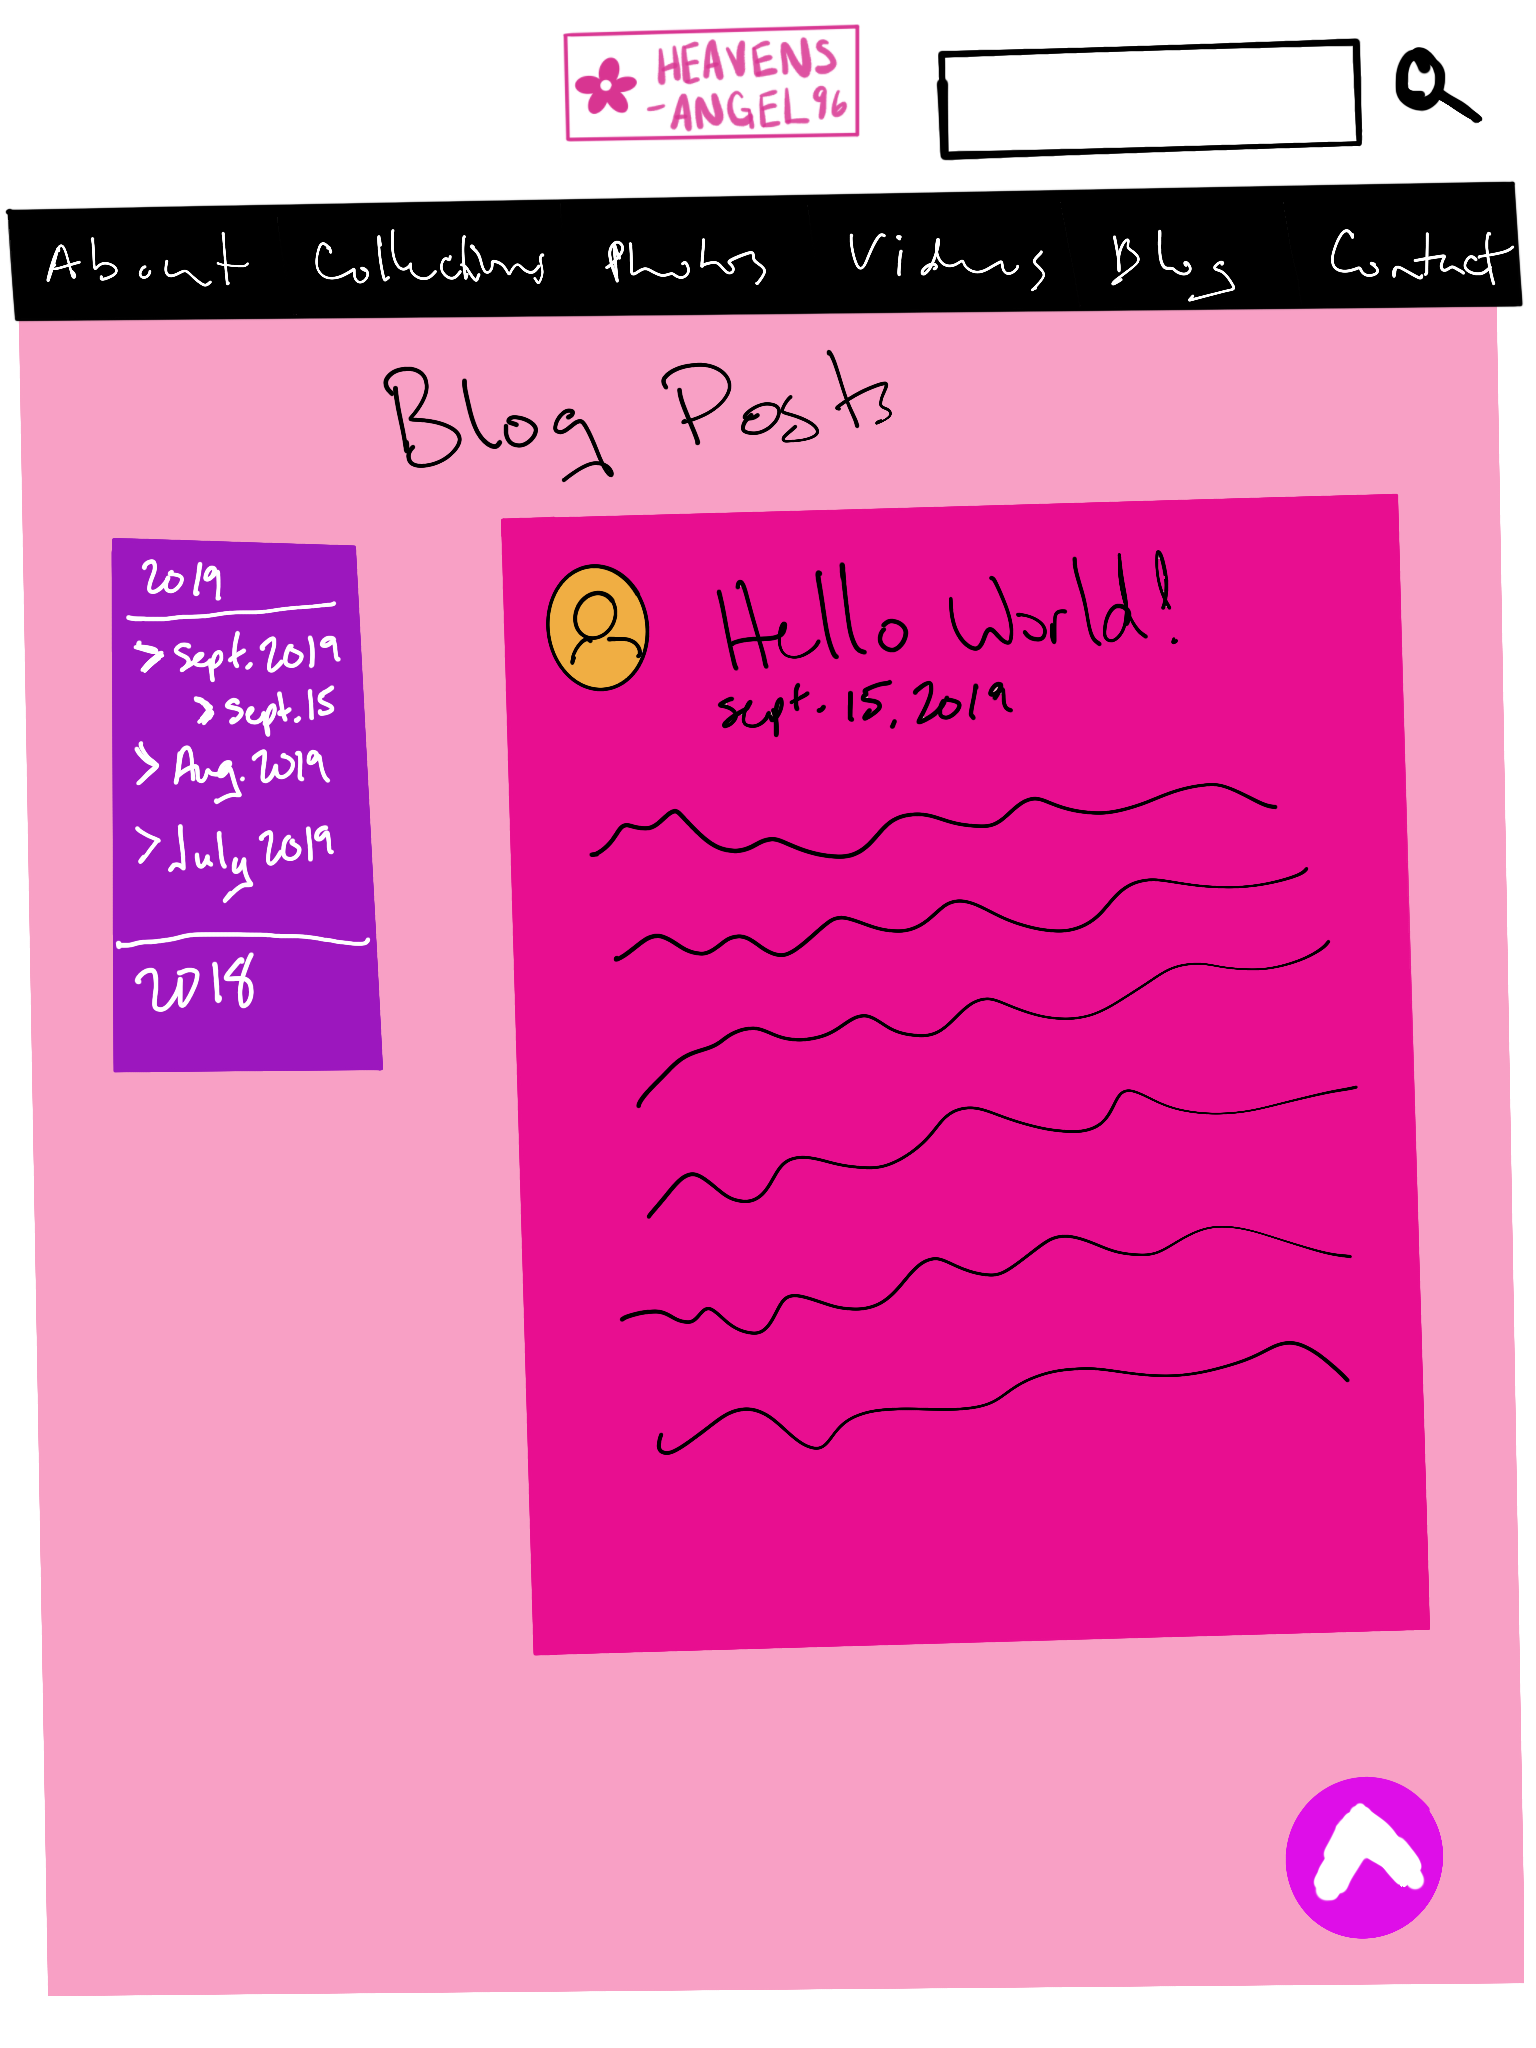 HEAVENS
-ANGEL96
About Collections Photos Videos Blog Contact
Blog Posts
2019
> sept. 2019
> sept. 15
> Aug. 2019
> July 2019
2018
Hello World!
sept. 15, 2019